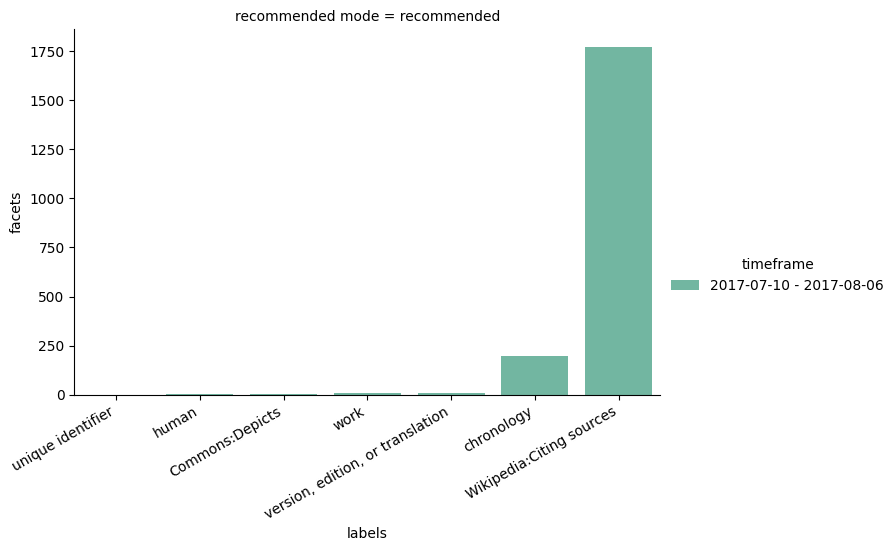 recommended mode = recommended
facets
1750
1500
1250
1000
750
500
250
0
unique identifier
human
Commons:Depicts
work
version, edition, or translation
chronology
Wikipedia:Citing sources
labels
timeframe
2017-07-10 - 2017-08-06